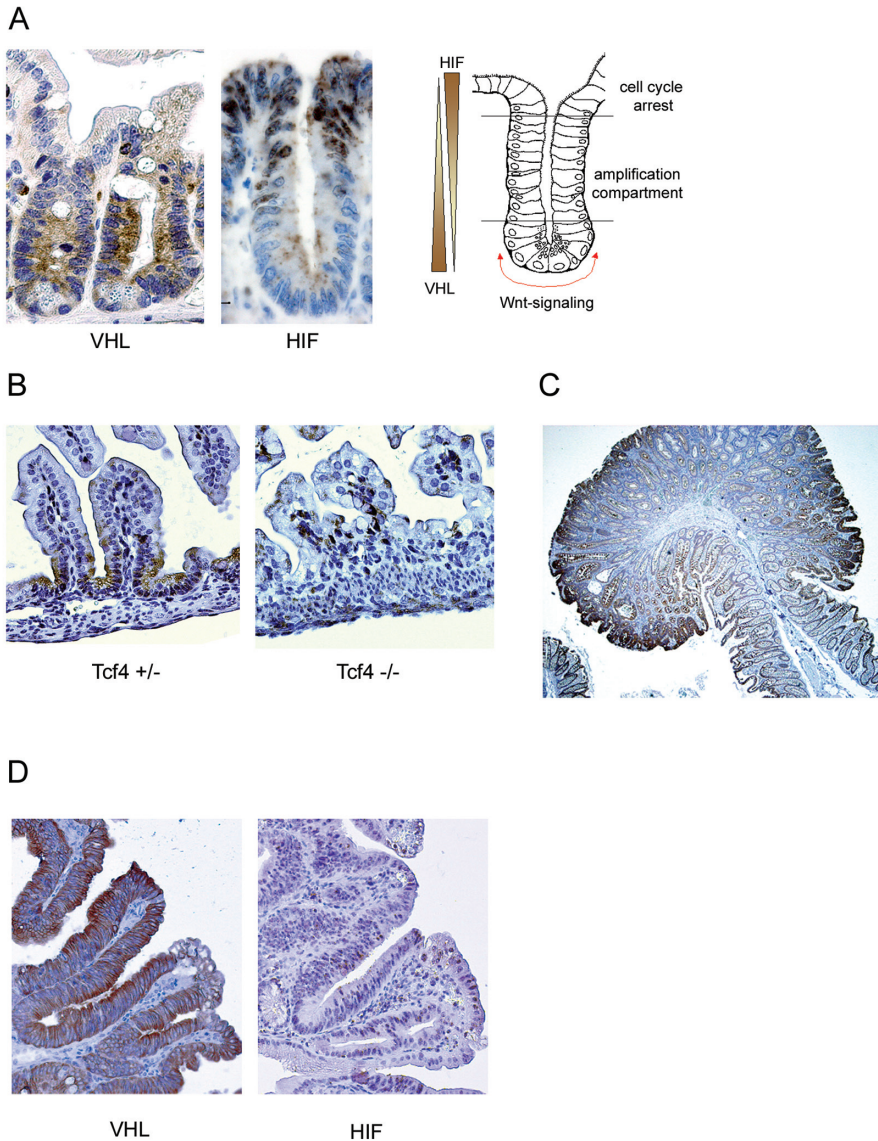 A
VHL
HIF
HIF
VHL
cell cycle
arrest
amplification
compartment
Wnt-signaling
B
Tcf4 +/-
Tcf4 -/-
C
D
VHL
HIF